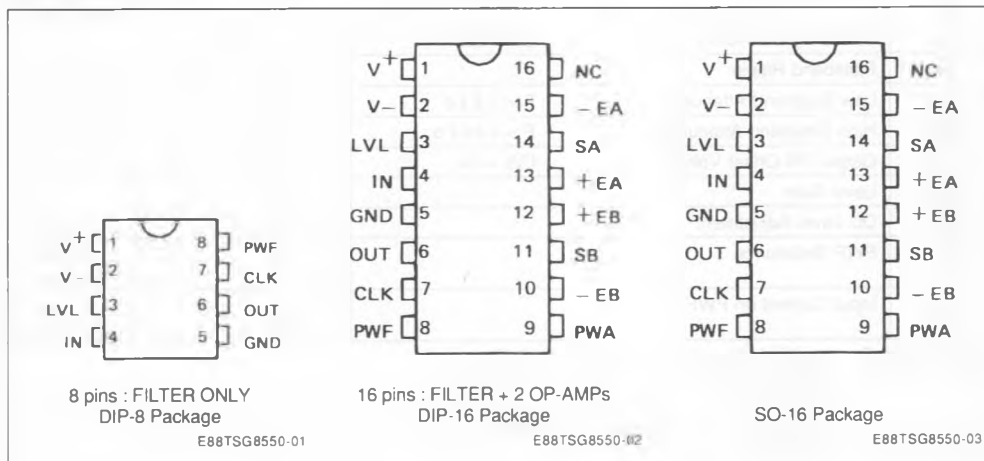 V+ 1 8 PWF
V- 2 7 CLK
LVL 3 6 OUT
IN 4 5 GND
8 pins : FILTER ONLY
DIP-8 Package
E88TSG8550-01
V+ 1 16 NC
V- 2 15 - EA
LVL 3 14 SA
IN 4 13 + EA
GND 5 12 + EB
OUT 6 11 SB
CLK 7 10 - EB
PWF 8 9 PWA
16 pins : FILTER + 2 OP-AMPs
DIP-16 Package
E88TSG8550-02
V+ 1 16 NC
V- 2 15 - EA
LVL 3 14 SA
IN 4 13 + EA
GND 5 12 + EB
OUT 6 11 SB
CLK 7 10 - EB
PWF 8 9 PWA
SO-16 Package
E88TSG8550-03